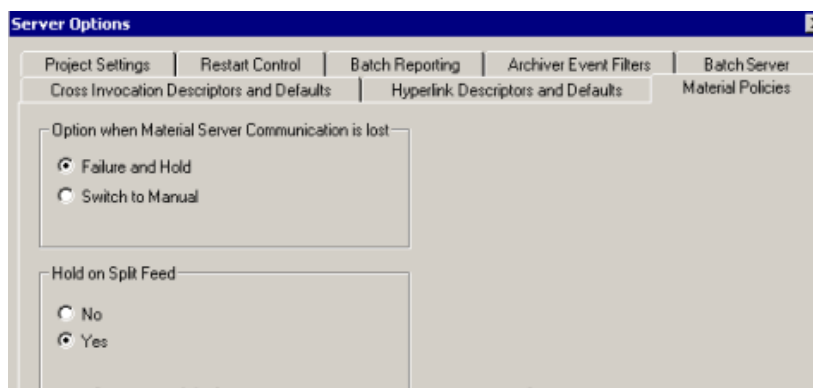 Server Options
Project Settings Restart Control Batch Reporting Archiver Event Filters Batch Server
Cross Invocation Descriptors and Defaults Hyperlink Descriptors and Defaults Material Policies
Option when Material Server Communication is lost
Failure and Hold
Switch to Manual
Hold on Split Feed
No
Yes